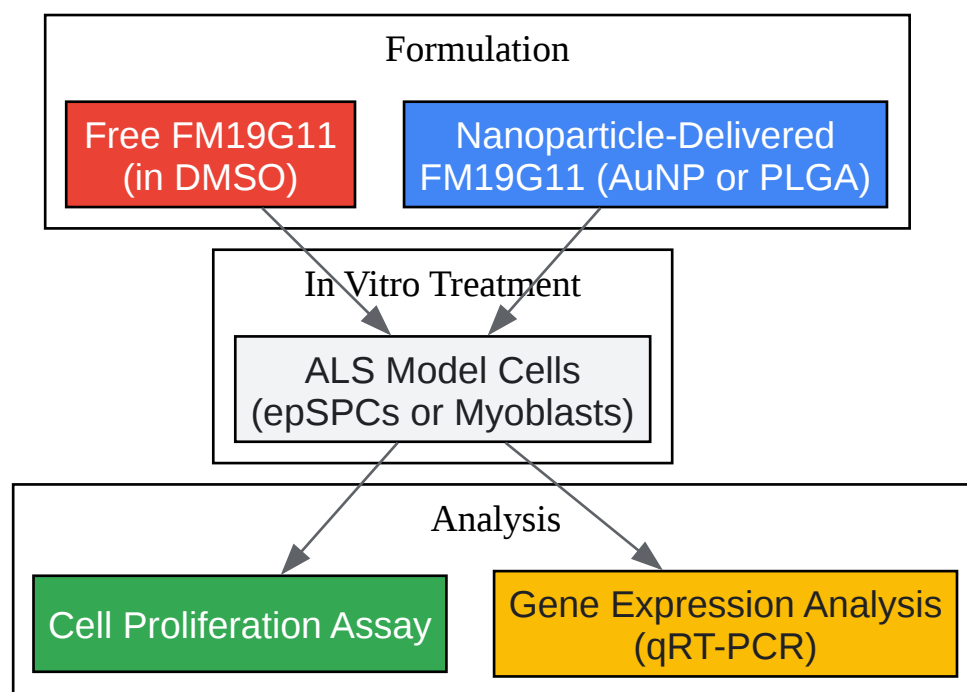 Formulation
Free FM19G11
(in DMSO)
Nanoparticle-Delivered
FM19G11 (AuNP or PLGA)
In Vitro Treatment
ALS Model Cells
(epSPCs or Myoblasts)
Analysis
Cell Proliferation Assay
Gene Expression Analysis
(qRT-PCR)